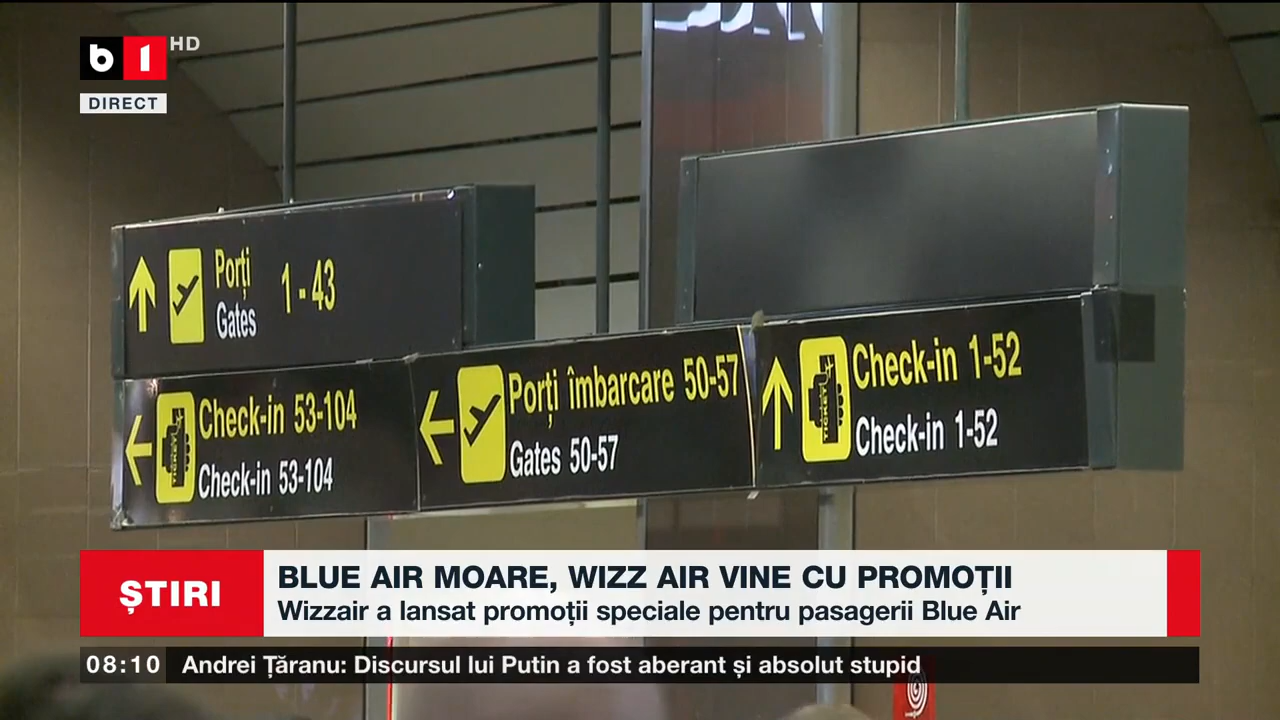 b1 HD
DIRECT
Porți 1 - 43
Gates
Check-in 53-104
Check-in 53-104
TICKET
Porți îmbarcare 50-57
Gates 50-57
Check-in 1-52
Check-in 1-52
TICKET
ȘTIRI
BLUE AIR MOARE, WIZZ AIR VINE CU PROMOȚII
Wizzair a lansat promoții speciale pentru pasagerii Blue Air
08:10 Andrei Țăranu: Discursul lui Putin a fost aberant și absolut stupid